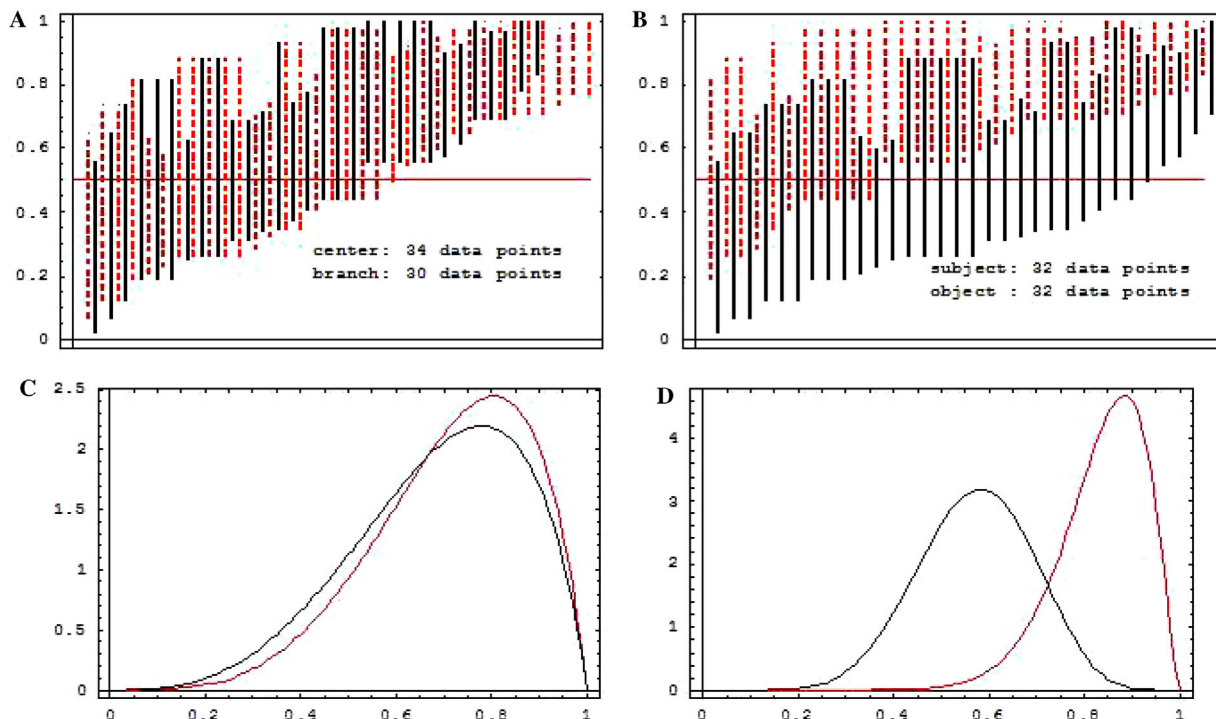 A
1
0.8
0.6
0.4
0.2
0
center: 34 data points
branch: 30 data points
B
1
0.8
0.6
0.4
0.2
0
subject: 32 data points
object : 32 data points
C
2.5
2
1.5
1
0.5
0
0 0.2 0.4 0.6 0.8 1
D
4
3
2
1
0
0 0.2 0.4 0.6 0.8 1